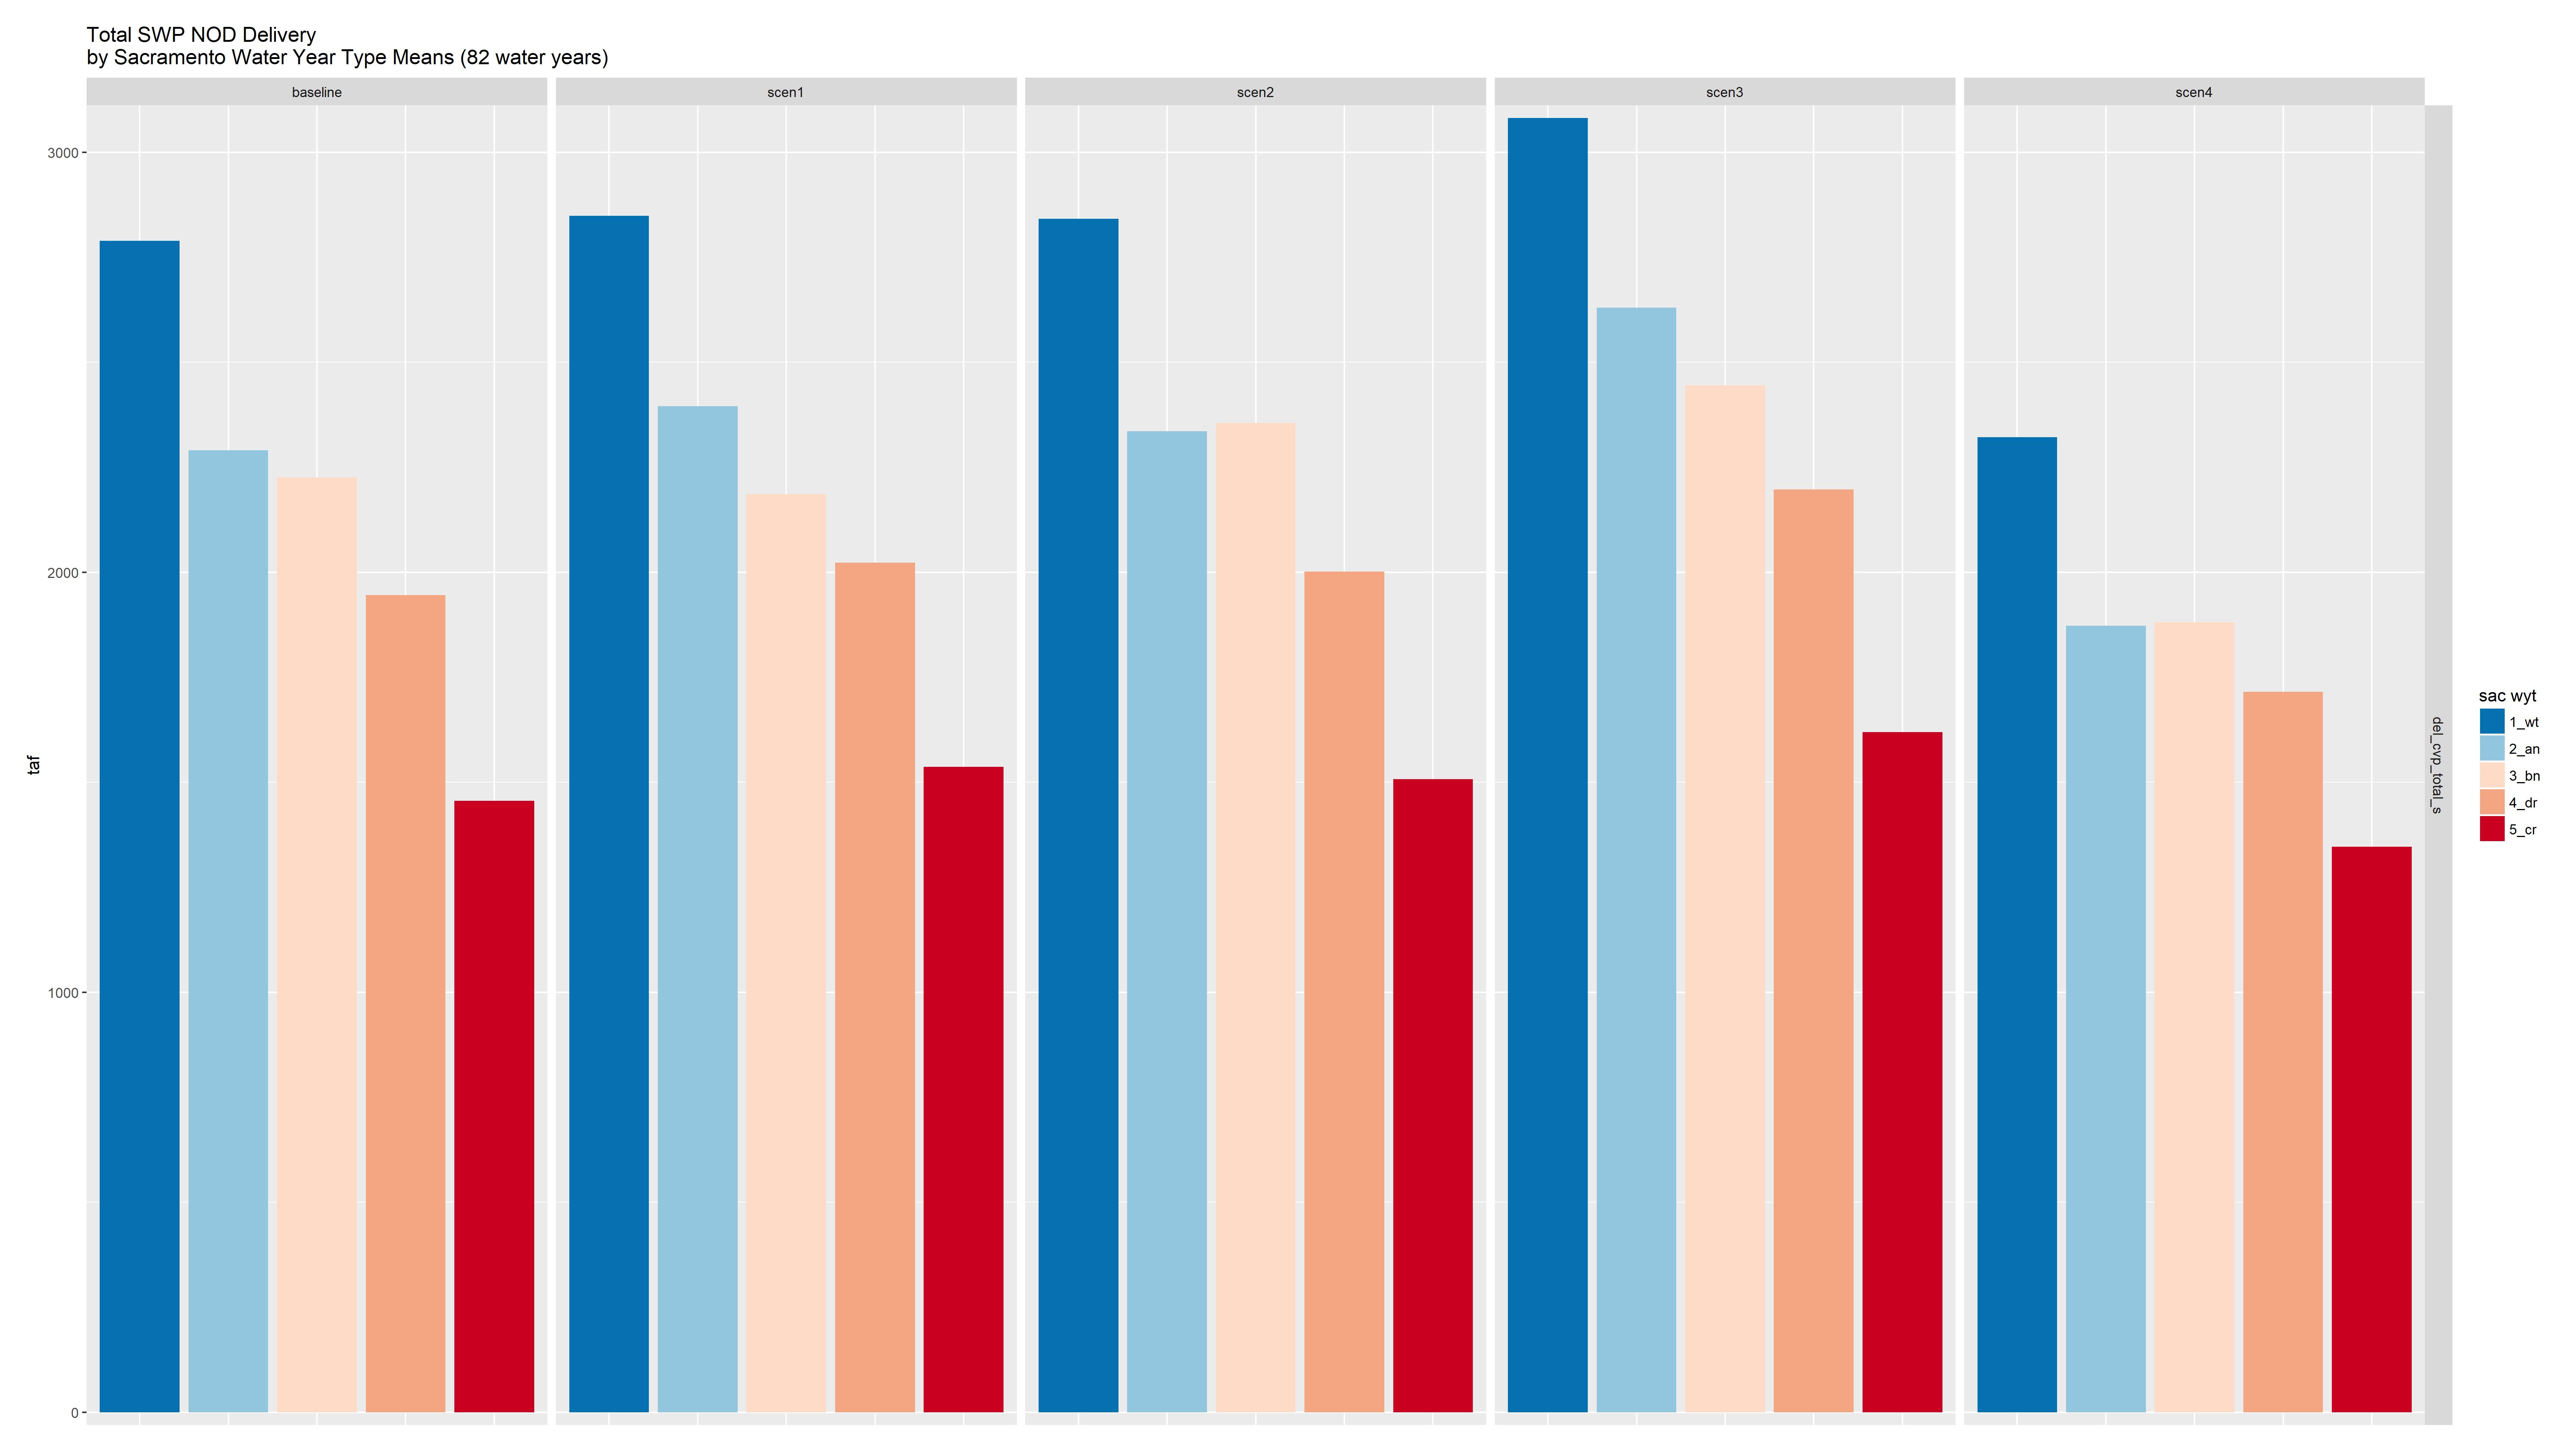 Total SWP NOD Delivery
by Sacramento Water Year Type Means (82 water years)
baseline
scen1
scen2
scen3
scen4
3000
2000
1000
0
taf
del_cvp_total_s
sac wyt
1_wt
2_an
3_bn
4_dr
5_cr